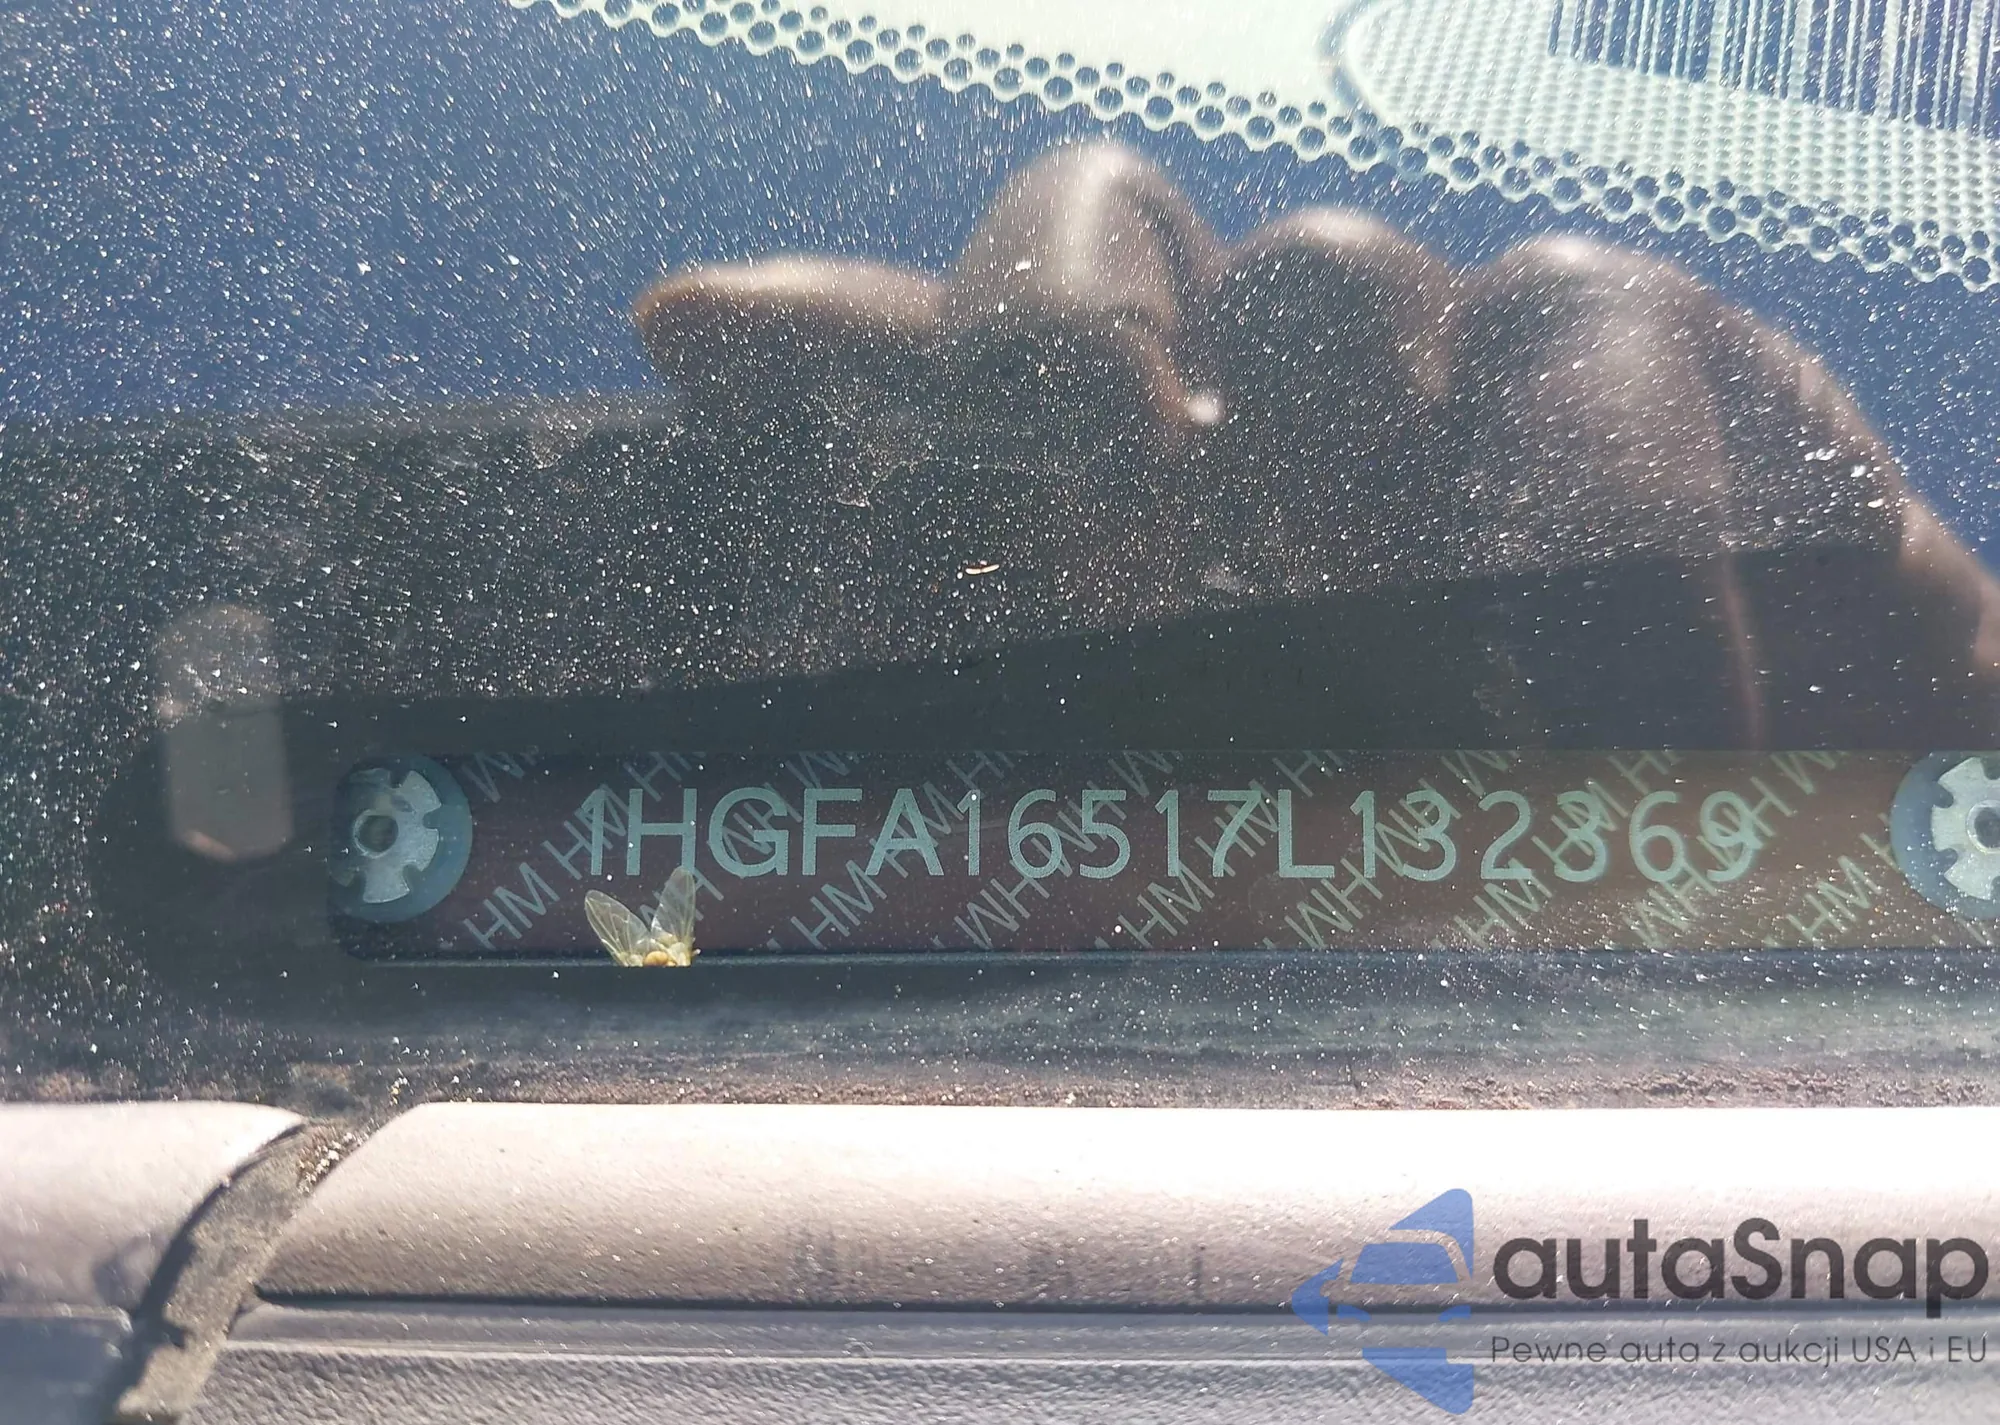 1HGFA16517L132369
autaSnap
Pewne auta z aukcji USA i EU